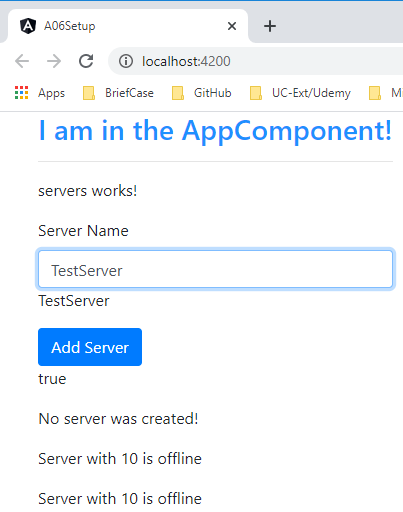 A06Setup
localhost:4200
Apps BriefCase GitHub UC-Ext/Udemy
I am in the AppComponent!
servers works!
Server Name
TestServer
TestServer
Add Server
true
No server was created!
Server with 10 is offline
Server with 10 is offline